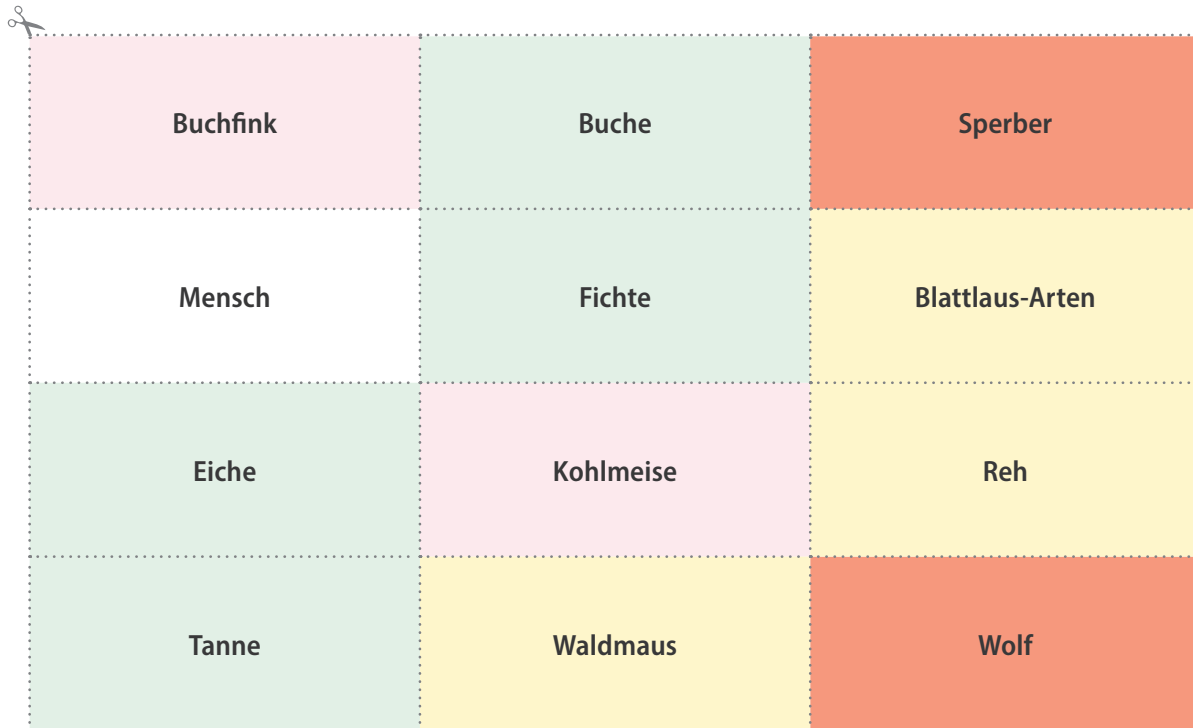 Buchfink
Buche
Sperber
Mensch
Fichte
Blattlaus-Arten
Eiche
Kohlmeise
Reh
Tanne
Waldmaus
Wolf